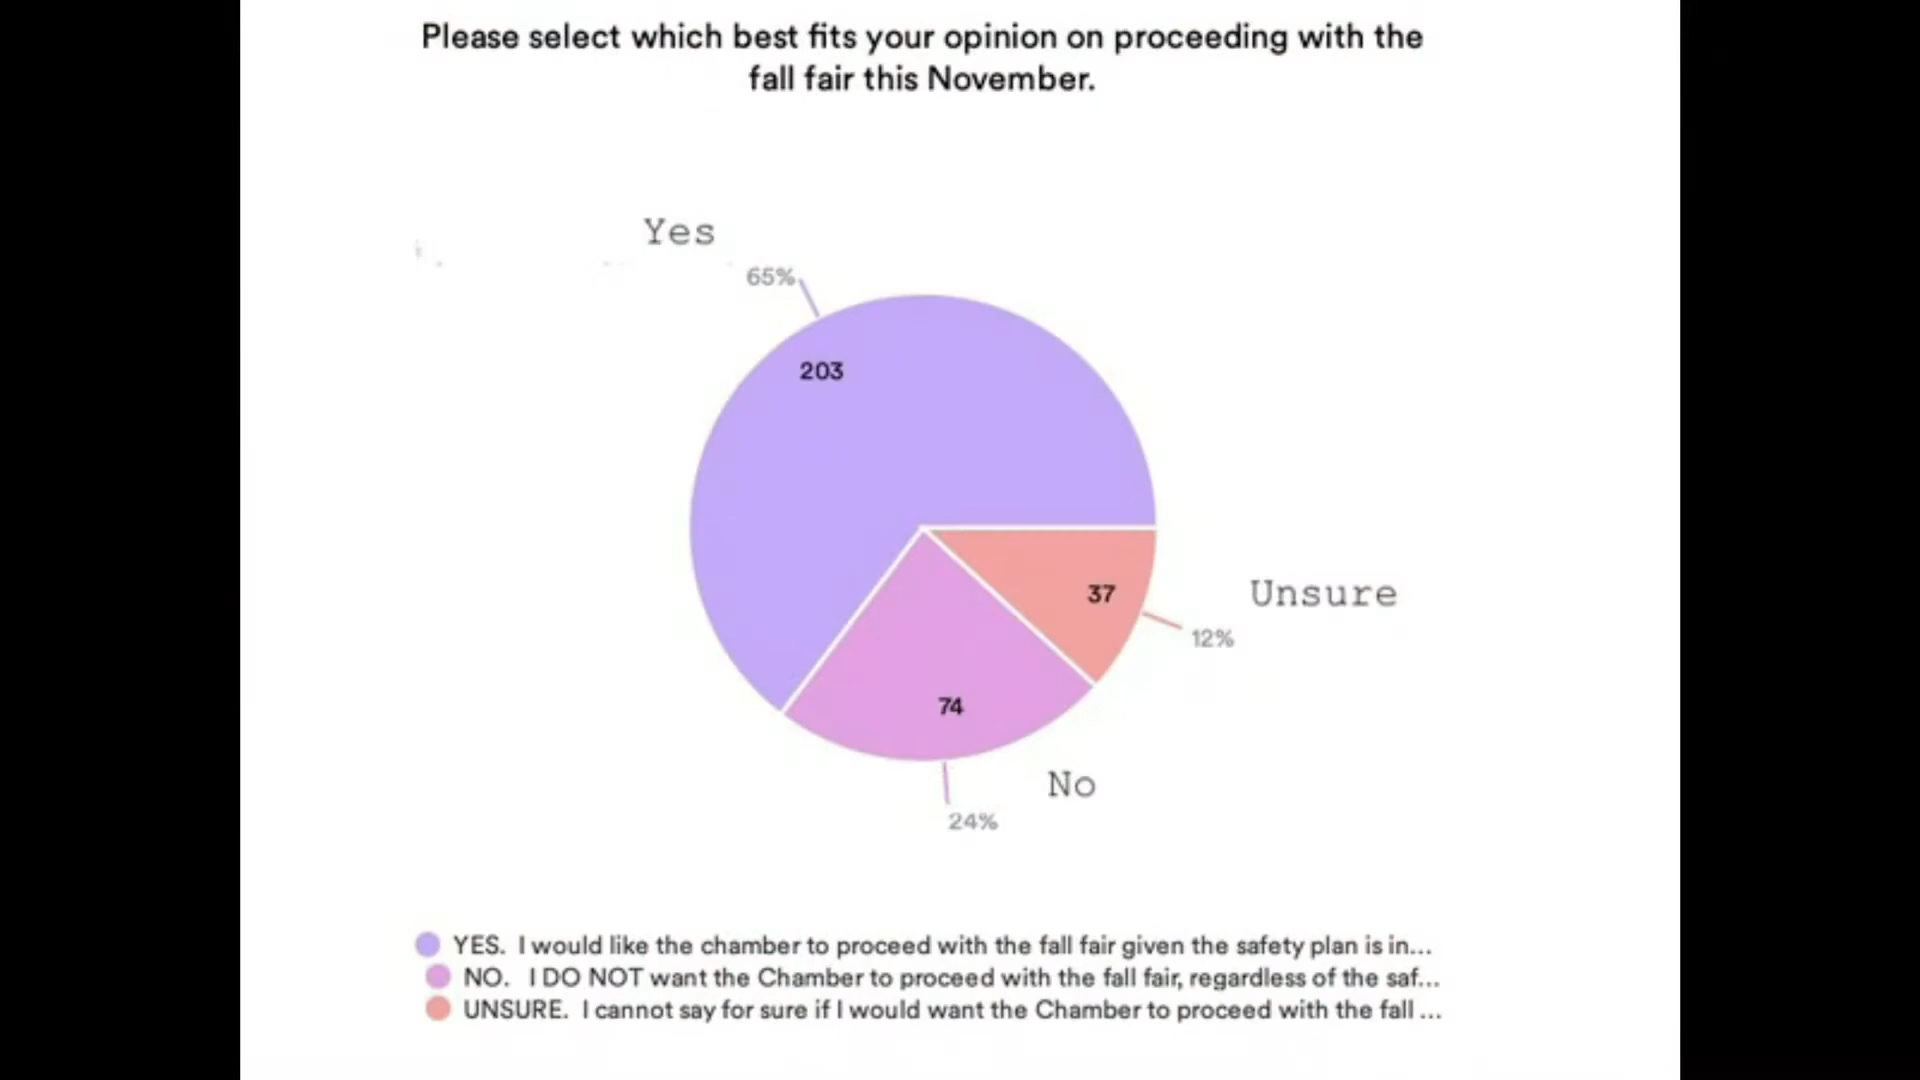 Please select which best fits your opinion on proceeding with the
fall fair this November.
Yes
65%
203
37
Unsure
12%
74
No
24%
YES. I would like the chamber to proceed with the fall fair given the safety plan is in...
NO. I DO NOT want the Chamber to proceed with the fall fair, regardless of the saf...
UNSURE. I cannot say for sure if I would want the Chamber to proceed with the fall ...